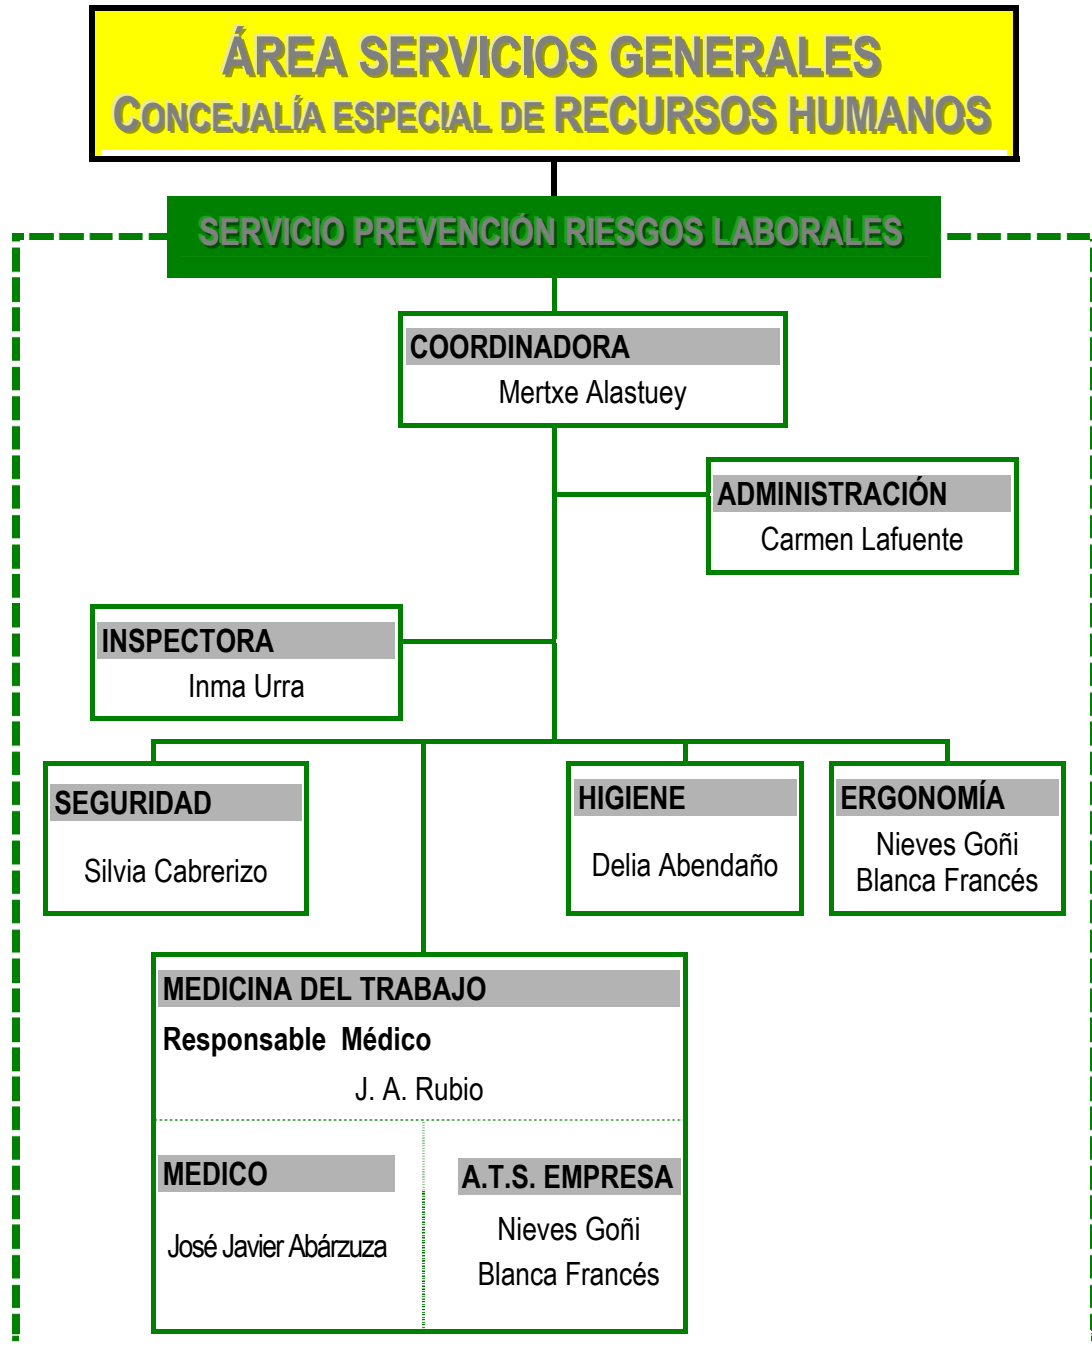 ÁREA SERVICIOS GENERALES
CONCEJALÍA ESPECIAL DE RECURSOS HUMANOS
SERVICIO PREVENCIÓN RIESGOS LABORALES
COORDINADORA
Mertxe Alastuey
ADMINISTRACIÓN
Carmen Lafuente
INSPECTORA
Inma Urra
SEGURIDAD
Silvia Cabrerizo
HIGIENE
Delia Abendaño
ERGONOMÍA
Nieves Goñi
Blanca Francés
MEDICINA DEL TRABAJO
Responsable Médico
J. A. Rubio
MEDICO
José Javier Abárzuza
A.T.S. EMPRESA
Nieves Goñi
Blanca Francés